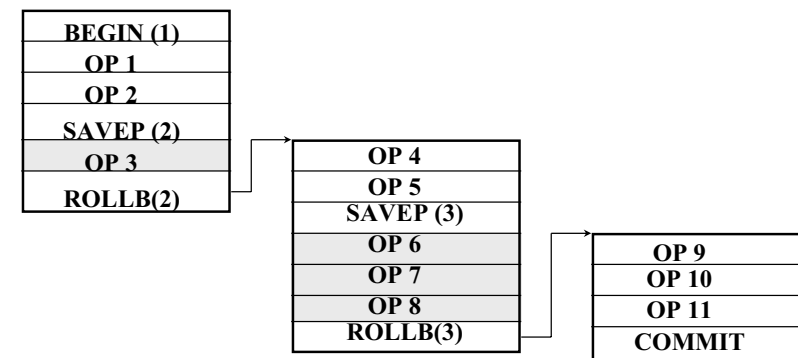 BEGIN (1)
OP 1
OP 2
SAVEP (2)
OP 3
ROLLB(2)
OP 4
OP 5
SAVEP (3)
OP 6
OP 7
OP 8
ROLLB(3)
OP 9
OP 10
OP 11
COMMIT